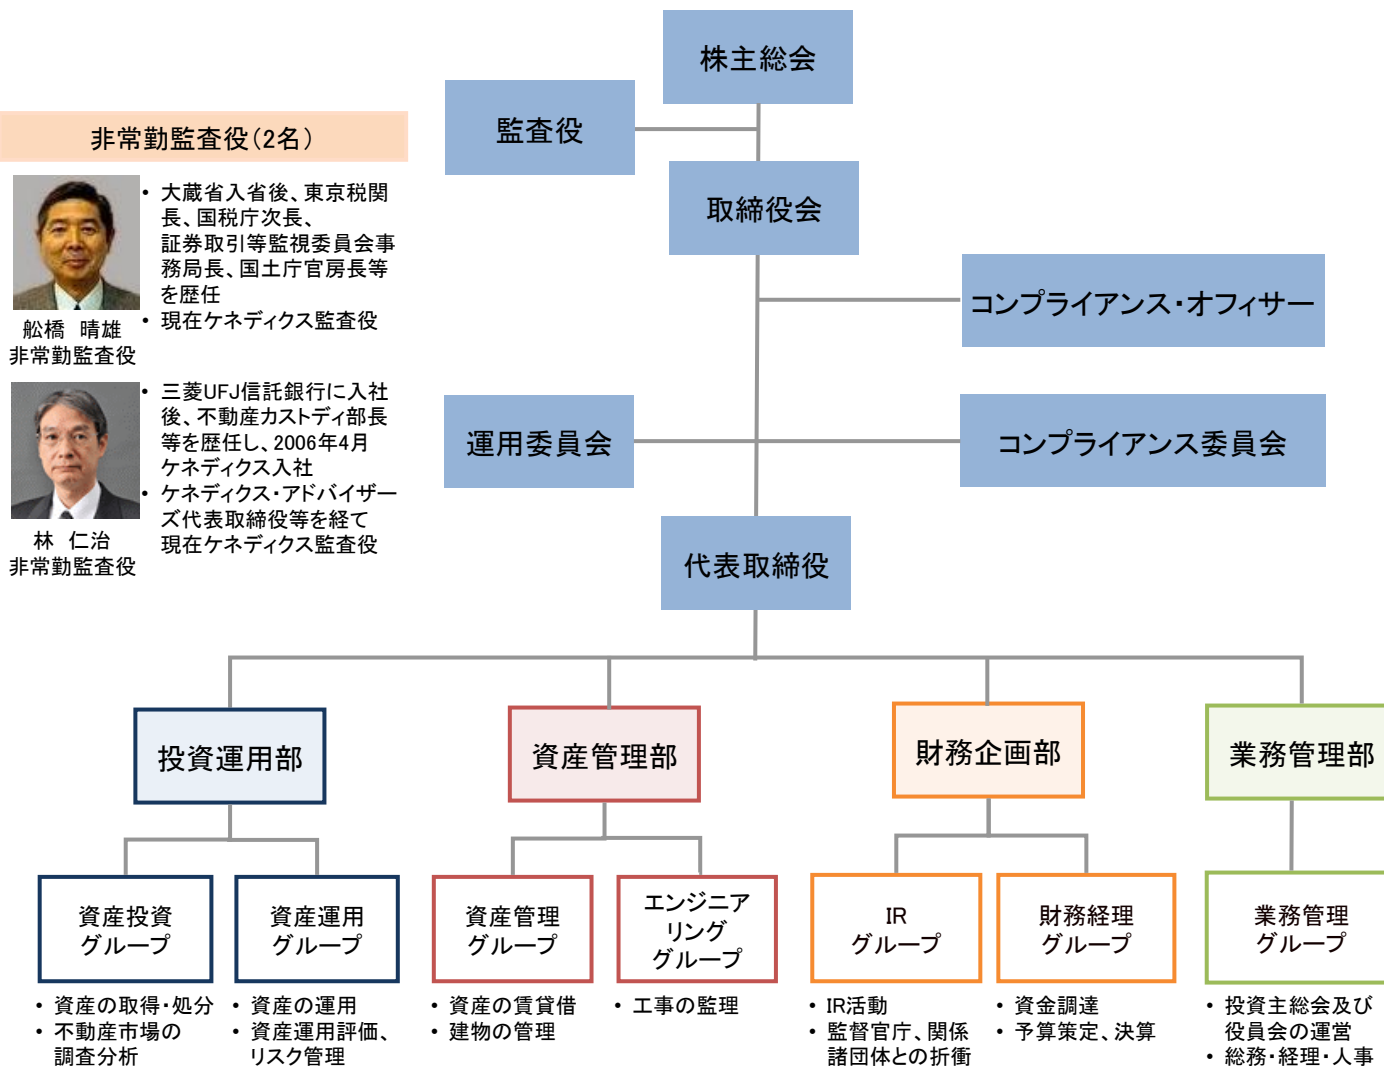 株主総会
監査役
非常勤監査役(2名)
・ 大蔵省入省後、東京税関
長、国税庁次長、
証券取引等監視委員会事
務局長、国土庁官房長等
を歴任
・ 現在ケネディクス監査役
舩橋 晴雄
非常勤監査役
・ 三菱UFJ信託銀行に入社
後、不動産カストディ部長
等を歴任し、2006年4月
ケネディクス入社
・ ケネディクス・アドバイザー
ズ代表取締役等を経て
現在ケネディクス監査役
林 仁治
非常勤監査役
取締役会
コンプライアンス・オフィサー
運用委員会
コンプライアンス委員会
代表取締役
投資運用部
資産管理部
財務企画部
業務管理部
資産投資
グループ
資産運用
グループ
資産管理
グループ
エンジニア
リング
グループ
IR
グループ
財務経理
グループ
業務管理
グループ
・ 資産の取得・処分
・ 不動産市場の
調査分析
・ 資産の運用
・ 資産運用評価、
リスク管理
・ 資産の賃貸借
・ 建物の管理
・ 工事の監理
・ IR活動
・ 監督官庁、関係
諸団体との折衝
・ 資金調達
・ 予算策定、決算
・ 投資主総会及び
役員会の運営
・ 総務・経理・人事